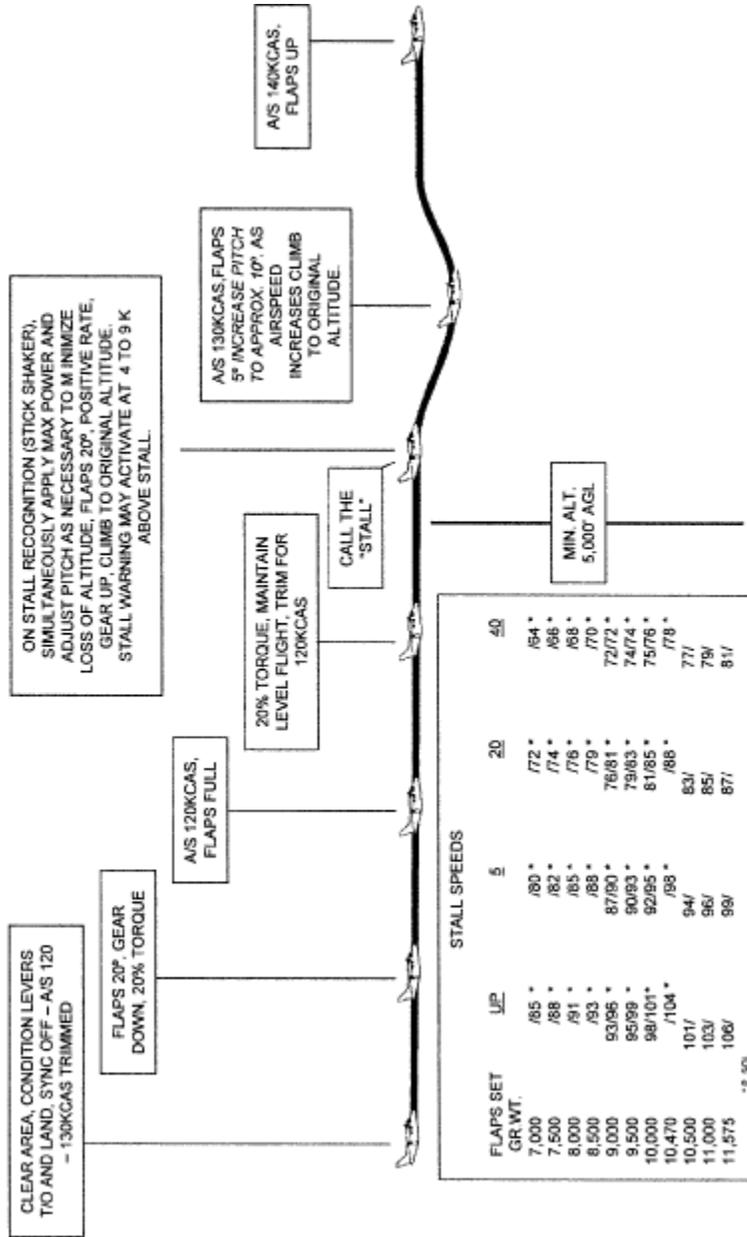 CLEAR AREA, CONDITION LEVERS
T/O AND LAND, SYNC OFF – A/S 120
– 130KCAS TRIMMED
FLAPS 20º, GEAR
DOWN, 20% TORQUE
A/S 120KCAS,
FLAPS FULL
20% TORQUE, MAINTAIN
LEVEL FLIGHT, TRIM FOR
120KCAS
ON STALL RECOGNITION (STICK SHAKER),
SIMULTANEOUSLY APPLY MAX POWER AND
ADJUST PITCH AS NECESSARY TO M INIMIZE
LOSS OF ALTITUDE, FLAPS 20º, POSITIVE RATE,
GEAR UP, CLIMB TO ORIGINAL ALTITUDE.
STALL WARNING MAY ACTIVATE AT 4 TO 9 K
ABOVE STALL.
CALL THE
"STALL"
A/S 130KCAS,FLAPS
5º INCREASE PITCH
TO APPROX. 10º, AS
AIRSPEED
INCREASES CLIMB
TO ORIGINAL
ALTITUDE.
A/S 140KCAS,
FLAPS UP
MIN. ALT.
5,000' AGL
STALL SPEEDS
FLAPS SET UP 5 20 40
GR.WT.
7,000 /85 * /80 * /72 * /64 *
7,500 /88 * /82 * /74 * /66 *
8,000 /91 * /85 * /76 * /68 *
8,500 /93 * /88 * /79 * /70 *
9,000 93/96 * 87/90 * 76/81 * 72/72 *
9,500 95/99 * 90/93 * 79/83 * 74/74 *
10,000 98/101* 92/95 * 81/85 * 75/76 *
10,470 /104 * /98 * /88 * /78 *
10,500 101/ 94/ 83/ 77/
11,000 103/ 96/ 85/ 79/
11,575 106/ 99/ 87/ 81/